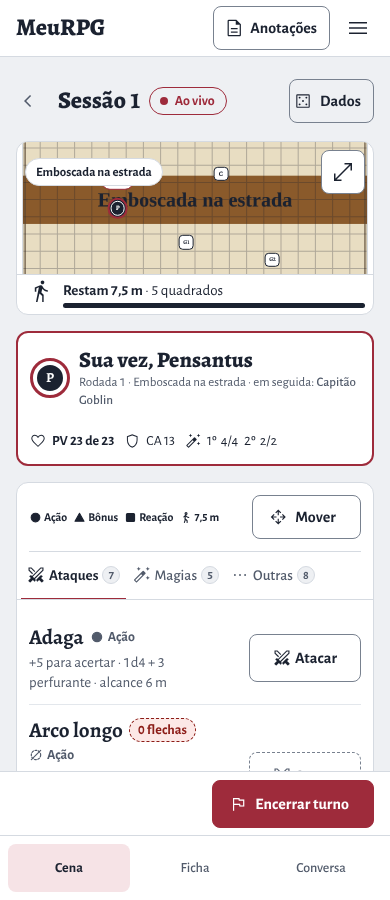 MeuRPG
Anotações
Sessão 1
Ao vivo
Dados
Emboscada na estrada
C
Emboscada na estrada
P
G1
G2
Restam 7,5 m · 5 quadrados
P
Sua vez, Pensantus
Rodada 1 · Emboscada na estrada · em seguida: Capitão
Goblin
PV 23 de 23
CA 13
1º 4/4 2º 2/2
Ação
Bônus
Reação
7,5 m
Mover
Ataques 7
Magias 5
Outras 8
Adaga
Ação
+5 para acertar · 1d4 + 3
perfurante · alcance 6 m
Atacar
Arco longo
0 flechas
Ação
Encerrar turno
Cena
Ficha
Conversa